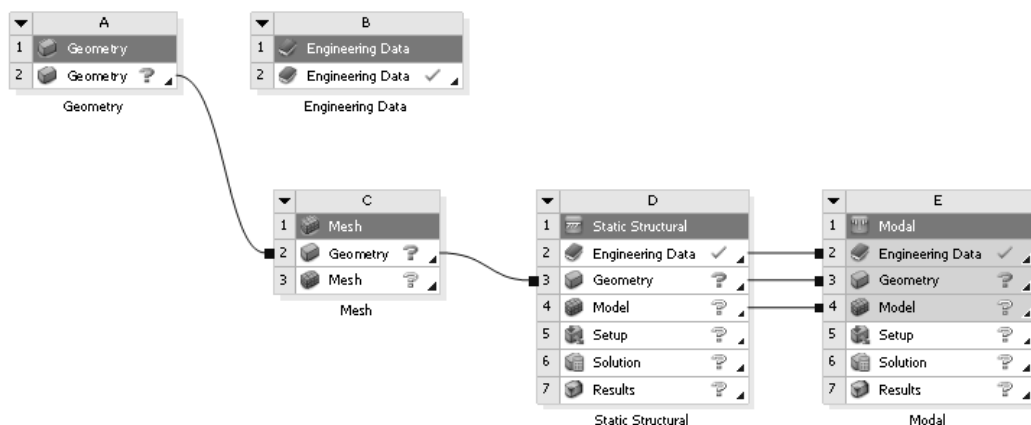 A
1 Geometry
2 Geometry ?
Geometry
B
1 Engineering Data
2 Engineering Data ✓
Engineering Data
C
1 Mesh
2 Geometry ?
3 Mesh ?
Mesh
D
1 Static Structural
2 Engineering Data ✓
3 Geometry ?
4 Model ?
5 Setup ?
6 Solution ?
7 Results ?
Static Structural
E
1 Modal
2 Engineering Data ✓
3 Geometry ?
4 Model ?
5 Setup ?
6 Solution ?
7 Results ?
Modal